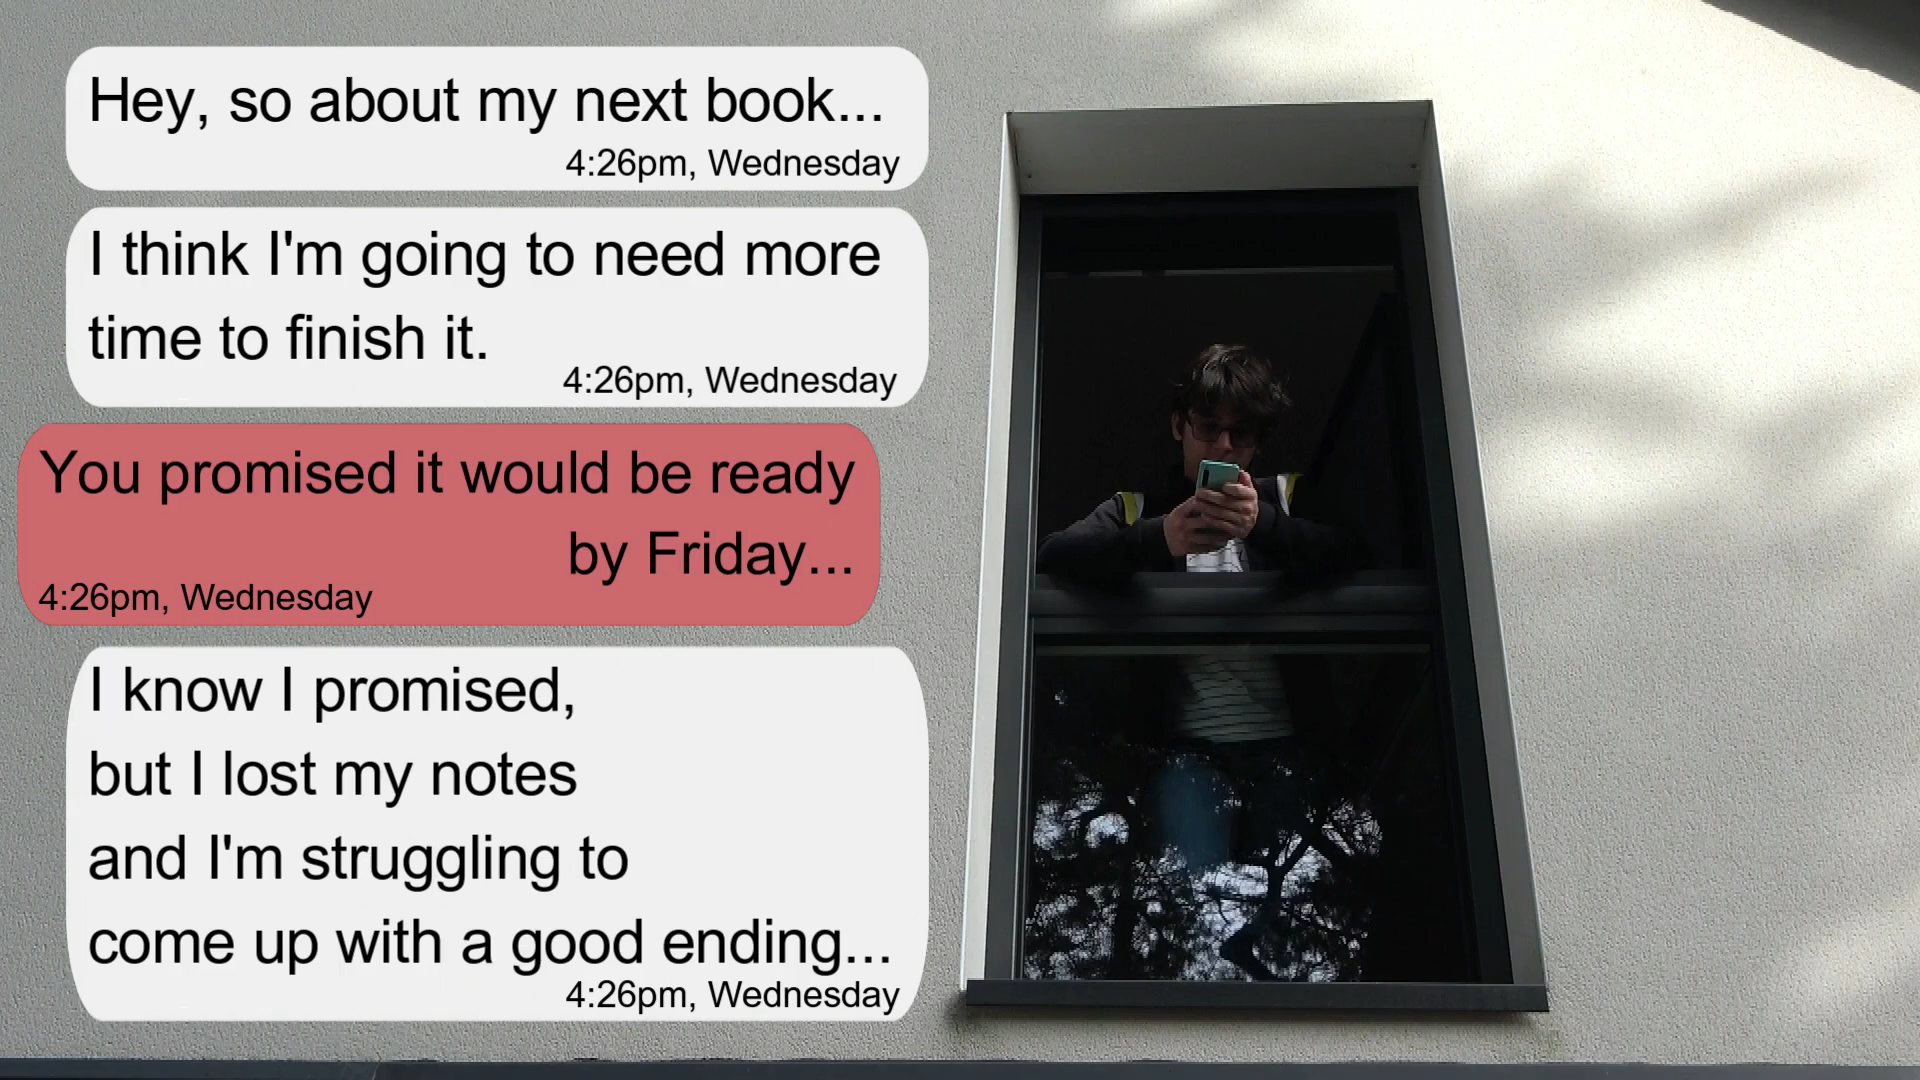 Hey, so about my next book...
4:26pm, Wednesday
I think I'm going to need more
time to finish it.
4:26pm, Wednesday
You promised it would be ready
by Friday...
4:26pm, Wednesday
I know I promised,
but I lost my notes
and I'm struggling to
come up with a good ending...
4:26pm, Wednesday